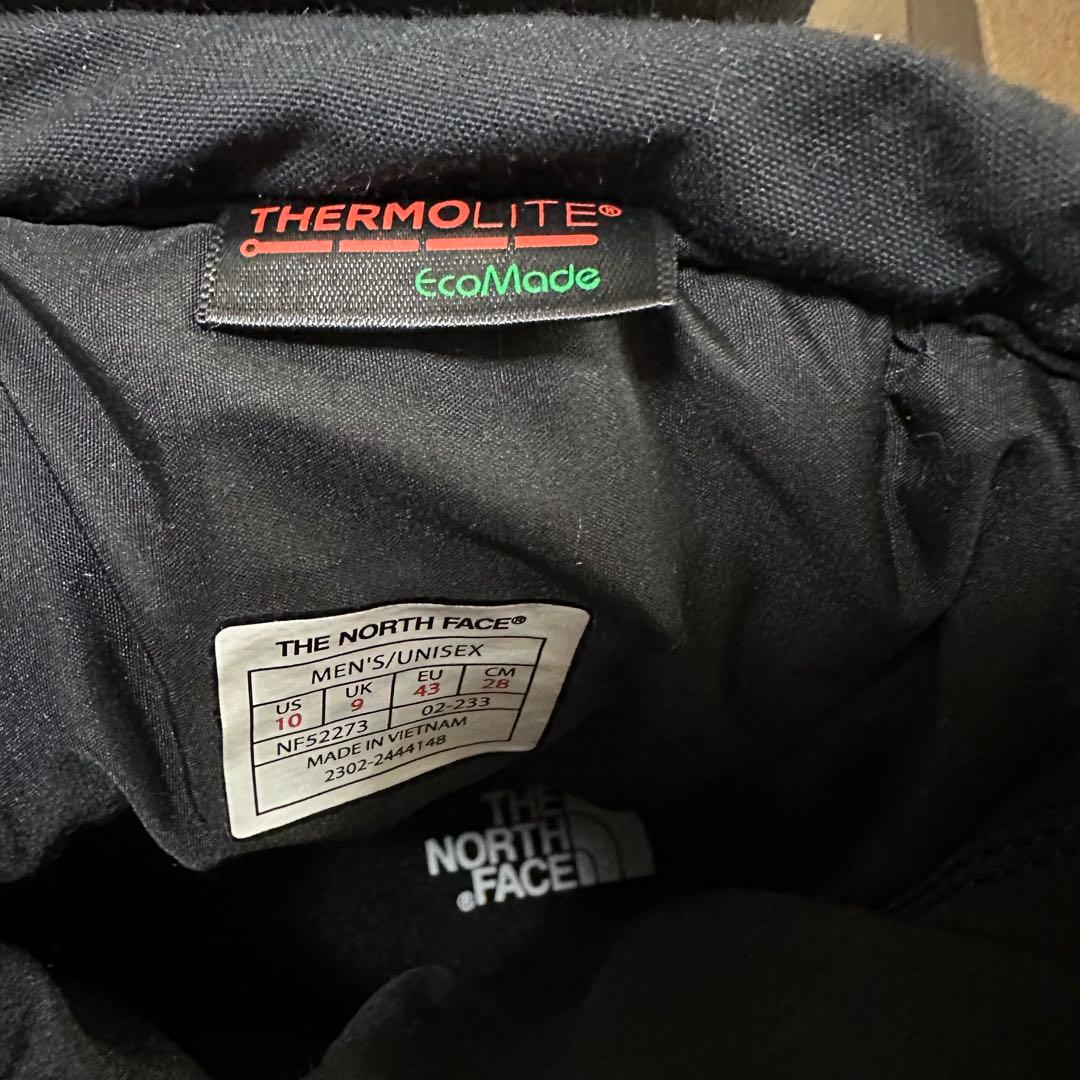 THERMOLITE®
EcoMade
THE NORTH FACE®
MEN'S/UNISEX
US UK EU CM
10 9 43 28
NF52273 02-233
MADE IN VIETNAM
2302-2444148
THE
NORTH
FACE®